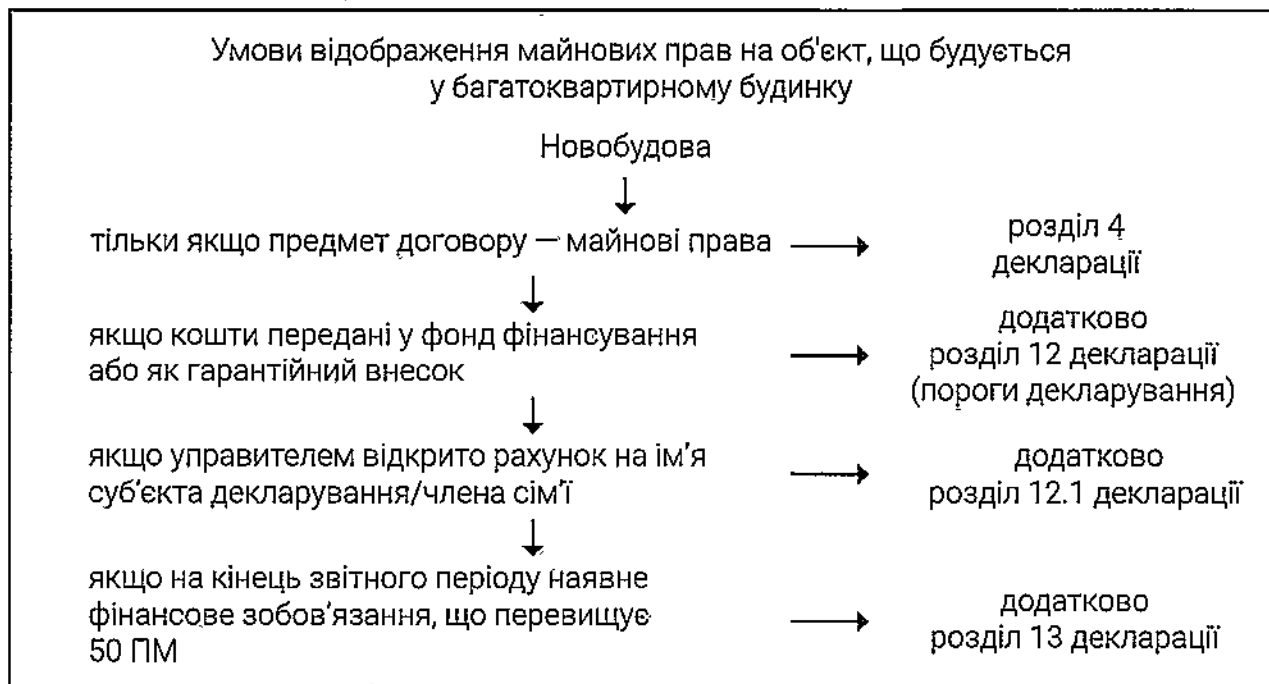 Умови відображення майнових прав на об'єкт, що будується
у багатоквартирному будинку
Новобудова
тільки якщо предмет договору — майнові права
розділ 4
декларації
якщо кошти передані у фонд фінансування
або як гарантійний внесок
додатково
розділ 12 декларації
(пороги декларування)
якщо управителем відкрито рахунок на ім'я
суб'єкта декларування/члена сім'ї
додатково
розділ 12.1 декларації
якщо на кінець звітного періоду наявне
фінансове зобов'язання, що перевищує
50 ПМ
додатково
розділ 13 декларації